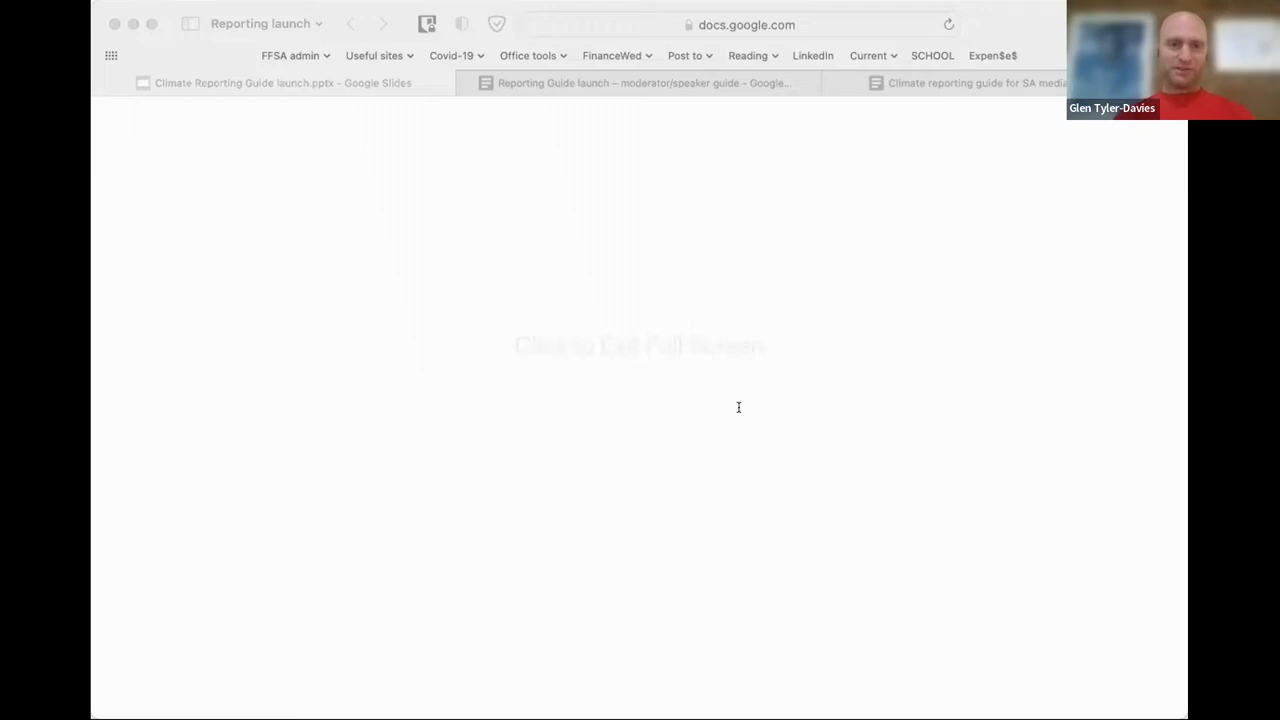 Reporting launch
docs.google.com
FFSA admin Useful sites Covid-19 Office tools FinanceWed Post to Reading LinkedIn Current SCHOOL Expen$e$
Climate Reporting Guide launch.pptx - Google Slides
Reporting Guide launch – moderator/speaker guide - Google...
Climate reporting guide for SA media
Glen Tyler-Davies
Click to Exit Full Screen